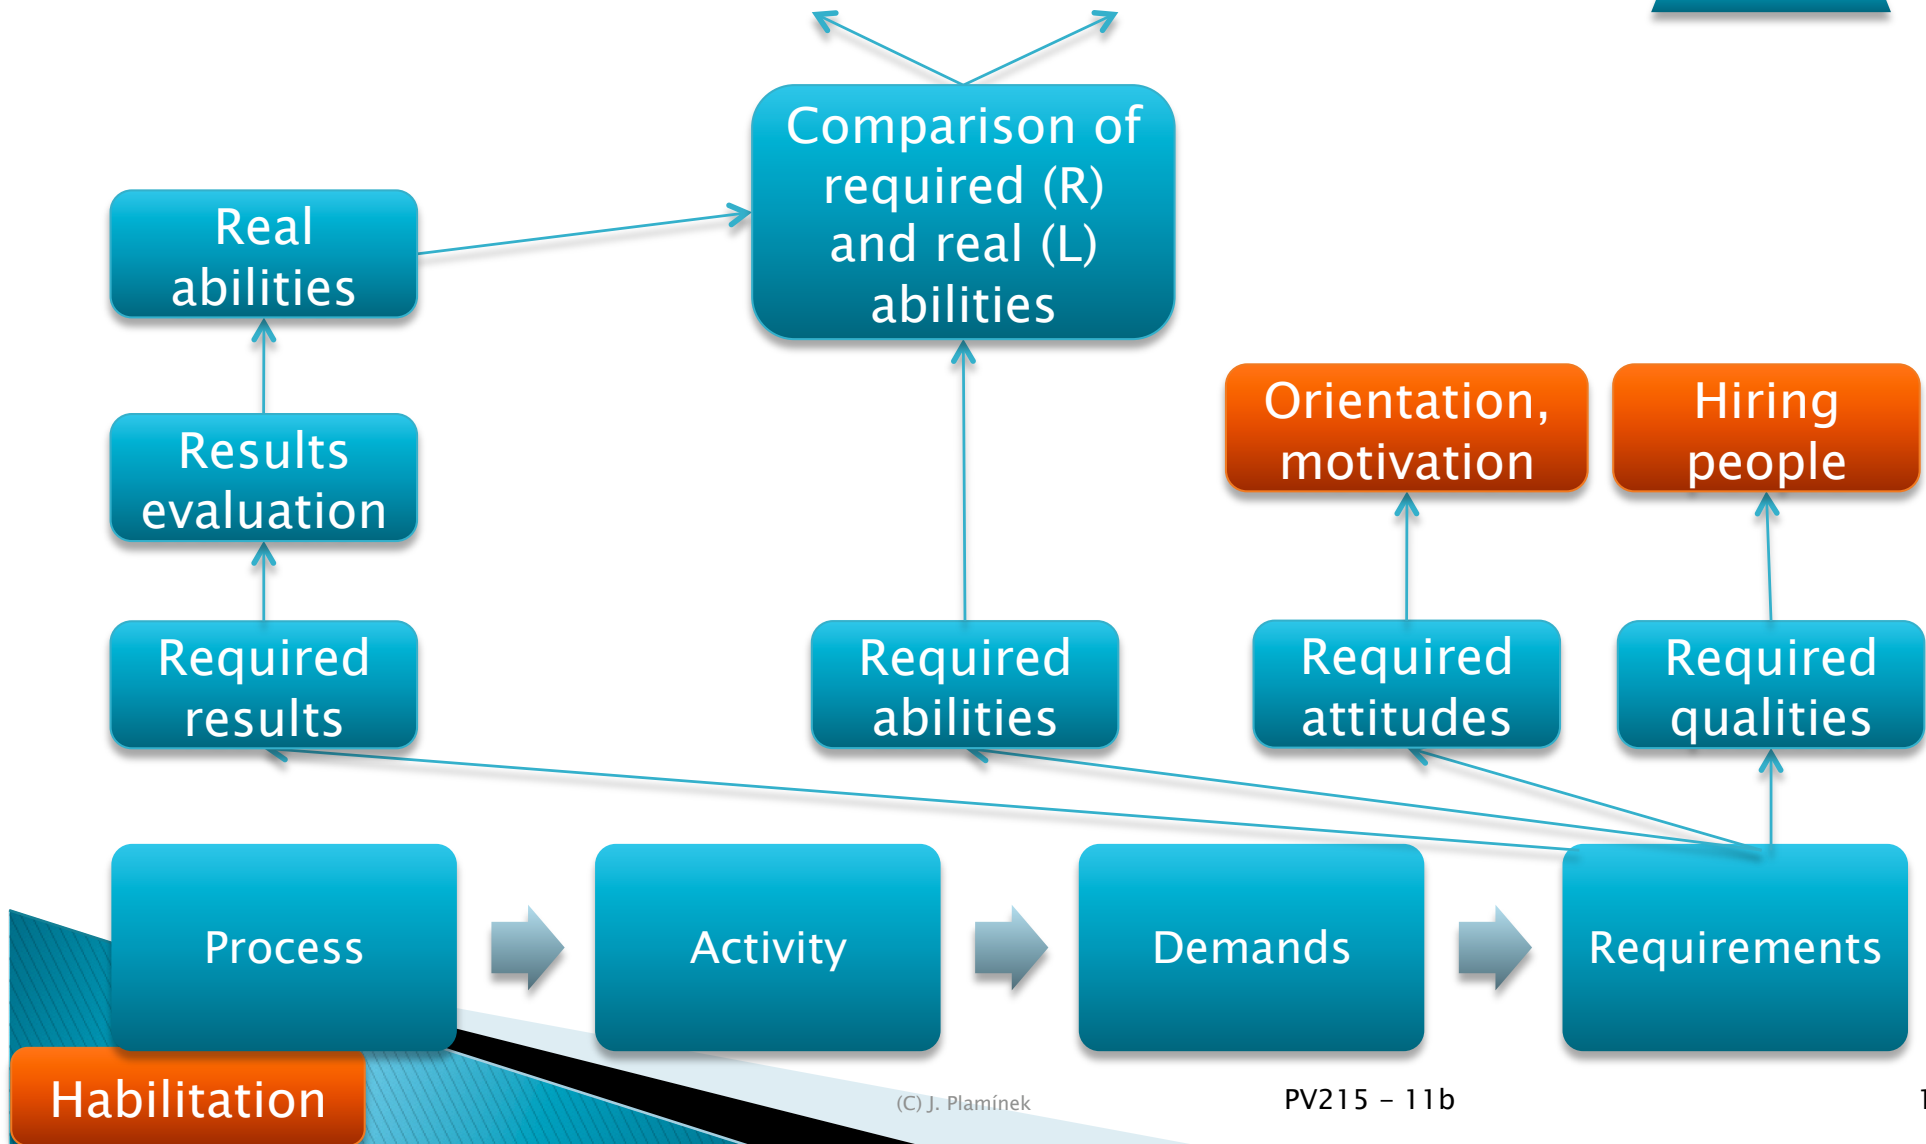 Comparison of
required (R)
and real (L)
abilities
Real
abilities
Orientation,
motivation
Hiring
people
Results
evaluation
Required
results
Required
abilities
Required
attitudes
Required
qualities
Process
Activity
Demands
Requirements
Habilitation
(C) J. Plamínek
PV215 – 11b
1